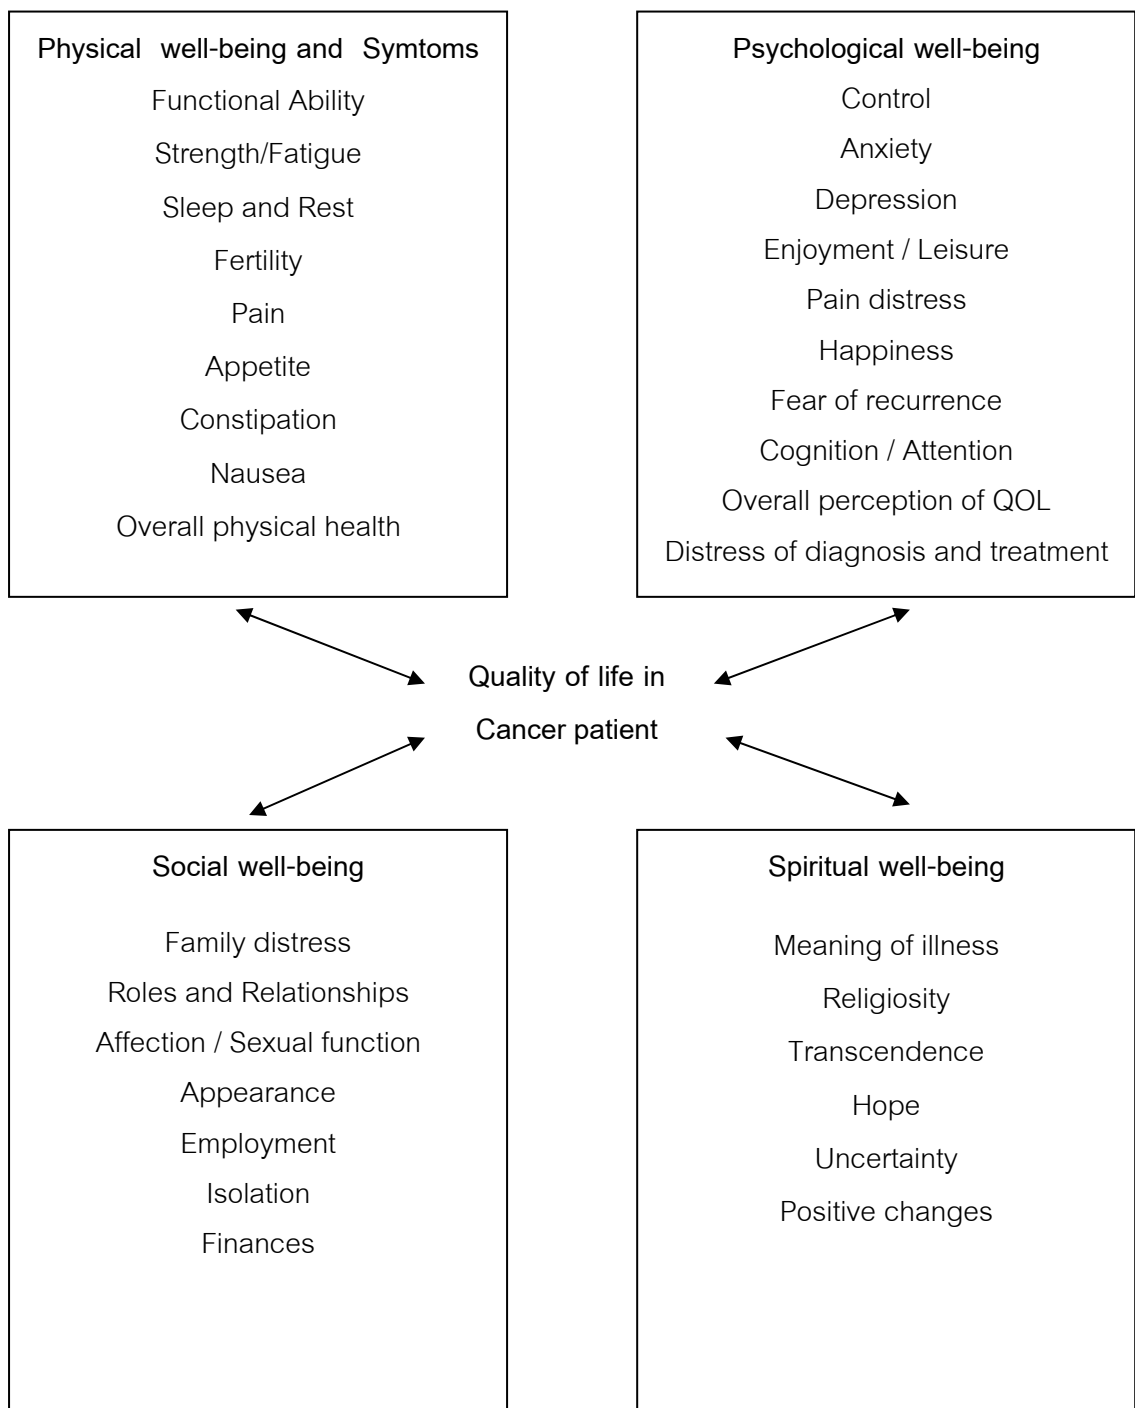 Physical well-being and Symtoms
Functional Ability
Strength/Fatigue
Sleep and Rest
Fertility
Pain
Appetite
Constipation
Nausea
Overall physical health
Psychological well-being
Control
Anxiety
Depression
Enjoyment / Leisure
Pain distress
Happiness
Fear of recurrence
Cognition / Attention
Overall perception of QOL
Distress of diagnosis and treatment
Quality of life in
Cancer patient
Social well-being
Family distress
Roles and Relationships
Affection / Sexual function
Appearance
Employment
Isolation
Finances
Spiritual well-being
Meaning of illness
Religiosity
Transcendence
Hope
Uncertainty
Positive changes